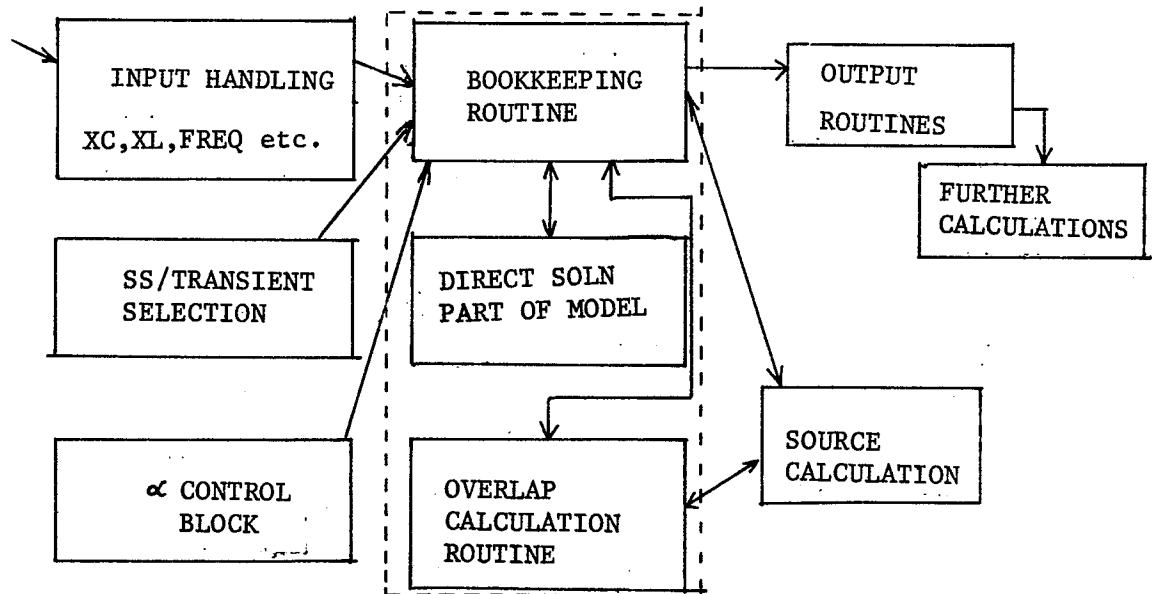 INPUT HANDLING
XC,XL,FREQ etc.
BOOKKEEPING
ROUTINE
OUTPUT
ROUTINES
FURTHER
CALCULATIONS
SS/TRANSIENT
SELECTION
DIRECT SOLN
PART OF MODEL
∝ CONTROL
BLOCK
OVERLAP
CALCULATION
ROUTINE
SOURCE
CALCULATION